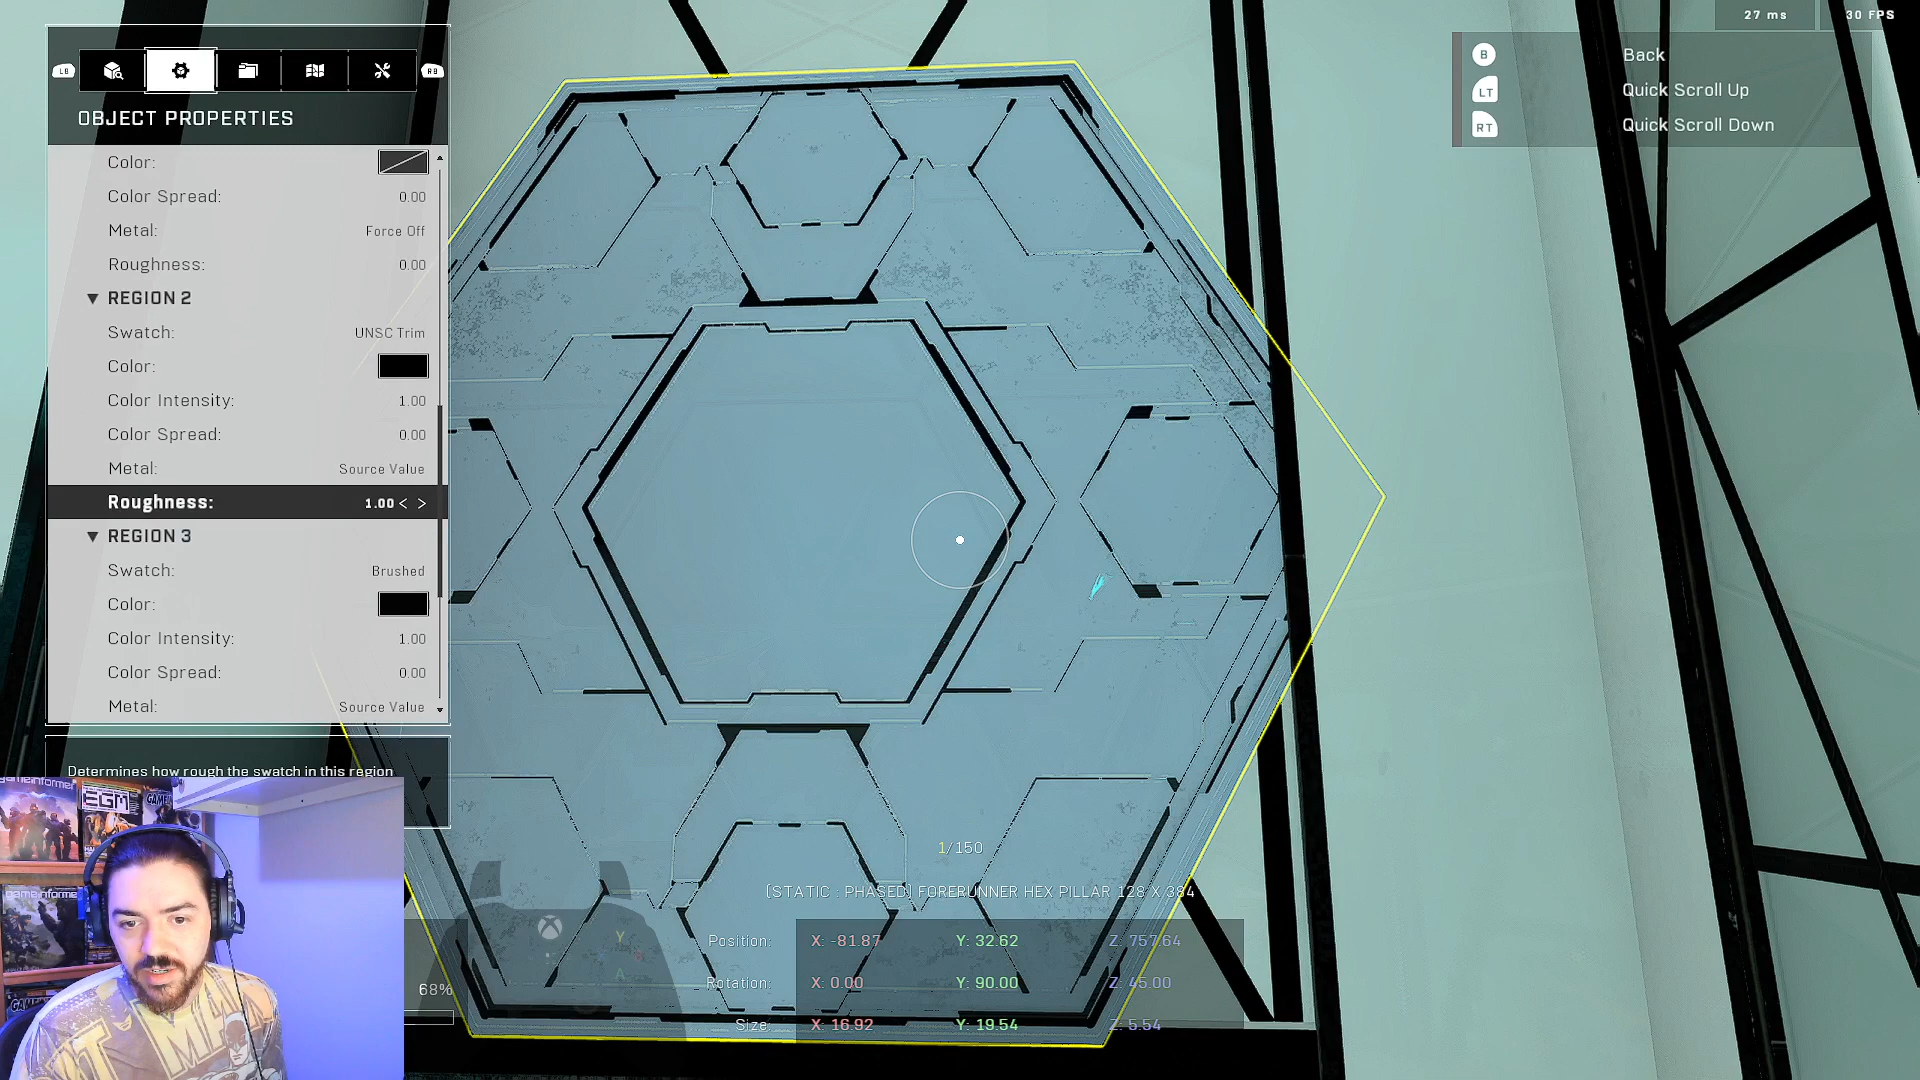 27 ms 30 FPS
LB RB
OBJECT PROPERTIES
Color:
Color Spread: 0.00
Metal: Force Off
Roughness: 0.00
REGION 2
Swatch: UNSC Trim
Color:
Color Intensity: 1.00
Color Spread: 0.00
Metal: Source Value
Roughness: 1.00 < >
REGION 3
Swatch: Brushed
Color:
Color Intensity: 1.00
Color Spread: 0.00
Metal: Source Value
Determines how rough the swatch in this region
B Back
LT Quick Scroll Up
RT Quick Scroll Down
1/150
[STATIC : PHASED] FORERUNNER HEX PILLAR 128 X 384
Position: X: -81.87 Y: 32.62 Z: 757.64
Rotation: X: 0.00 Y: 90.00 Z: 45.00
Size: X: 16.92 Y: 19.54 Z: 5.54
68%
Y
A
gameinformer
EGM
gameinforme